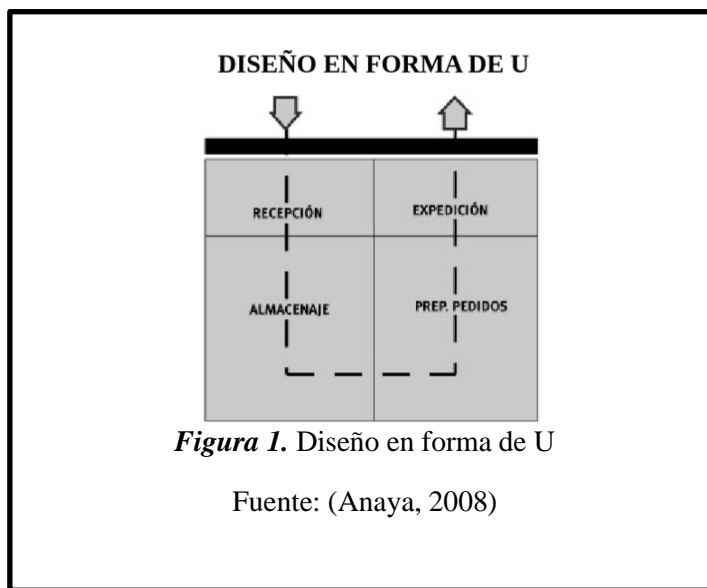 DISEÑO EN FORMA DE U
RECEPCIÓN
EXPEDICIÓN
ALMACENAJE
PREP. PEDIDOS
Figura 1. Diseño en forma de U
Fuente: (Anaya, 2008)